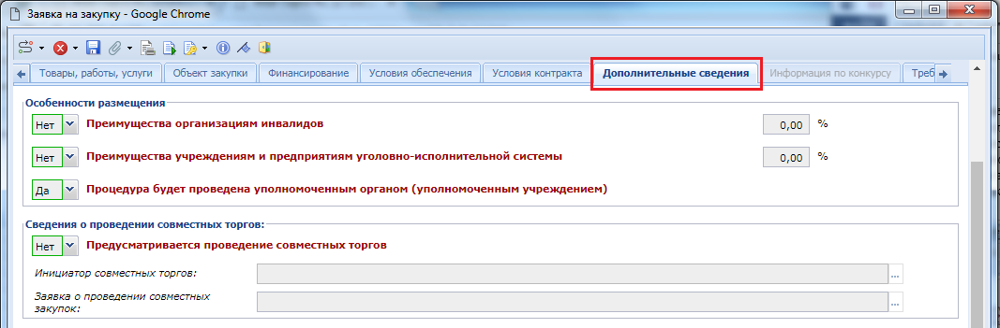 Заявка на закупку - Google Chrome
Товары, работы, услуги Объект закупки Финансирование Условия обеспечения Условия контракта Дополнительные сведения Информация по конкурсу Треб
Особенности размещения
Нет Преимущества организациям инвалидов 0,00 %
Нет Преимущества учреждениям и предприятиям уголовно-исполнительной системы 0,00 %
Да Процедура будет проведена уполномоченным органом (уполномоченным учреждением)
Сведения о проведении совместных торгов:
Нет Предусматривается проведение совместных торгов
Инициатор совместных торгов: ...
Заявка о проведении совместных ...
закупок: